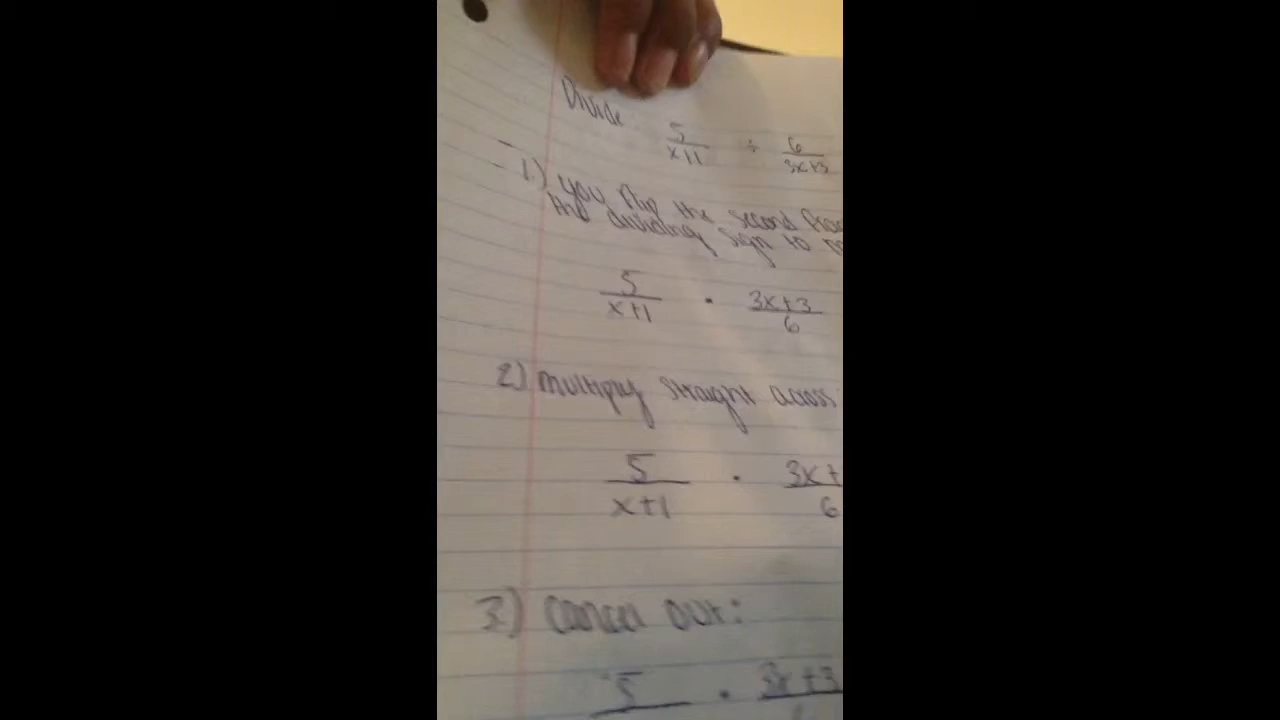 Divide
5/x+1 ÷ 6/3x+3
1.) you flip the second
the dividing sign to
5/x+1 · 3x+3/6
2.) multiply straight across
5/x+1 · 3x+/6
3.) cancel out:
5 · 3x+3